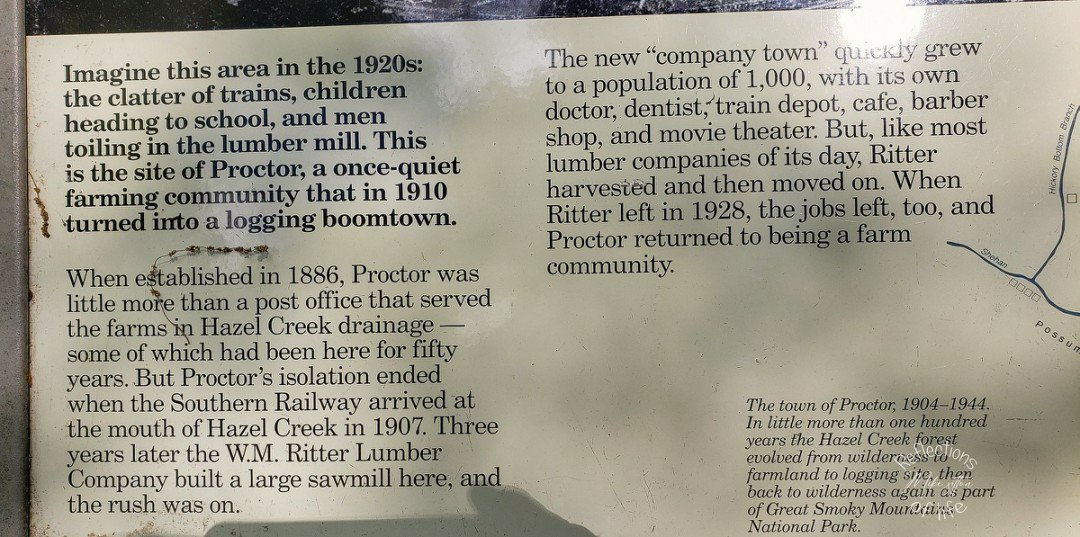 Imagine this area in the 1920s:
the clatter of trains, children
heading to school, and men
toiling in the lumber mill. This
is the site of Proctor, a once-quiet
farming community that in 1910
turned into a logging boomtown.
When established in 1886, Proctor was
little more than a post office that served
the farms in Hazel Creek drainage —
some of which had been here for fifty
years. But Proctor's isolation ended
when the Southern Railway arrived at
the mouth of Hazel Creek in 1907. Three
years later the W.M. Ritter Lumber
Company built a large sawmill here, and
the rush was on.
The new “company town” quickly grew
to a population of 1,000, with its own
doctor, dentist, train depot, cafe, barber
shop, and movie theater. But, like most
lumber companies of its day, Ritter
harvested and then moved on. When
Ritter left in 1928, the jobs left, too, and
Proctor returned to being a farm
community.
Hickory Bottom Branch
Shehan
Possum
The town of Proctor, 1904–1944.
In little more than one hundred
years the Hazel Creek forest
evolved from wilderness to
farmland to logging site, then
back to wilderness again as part
of Great Smoky Mountains
National Park.
Reflections
of life